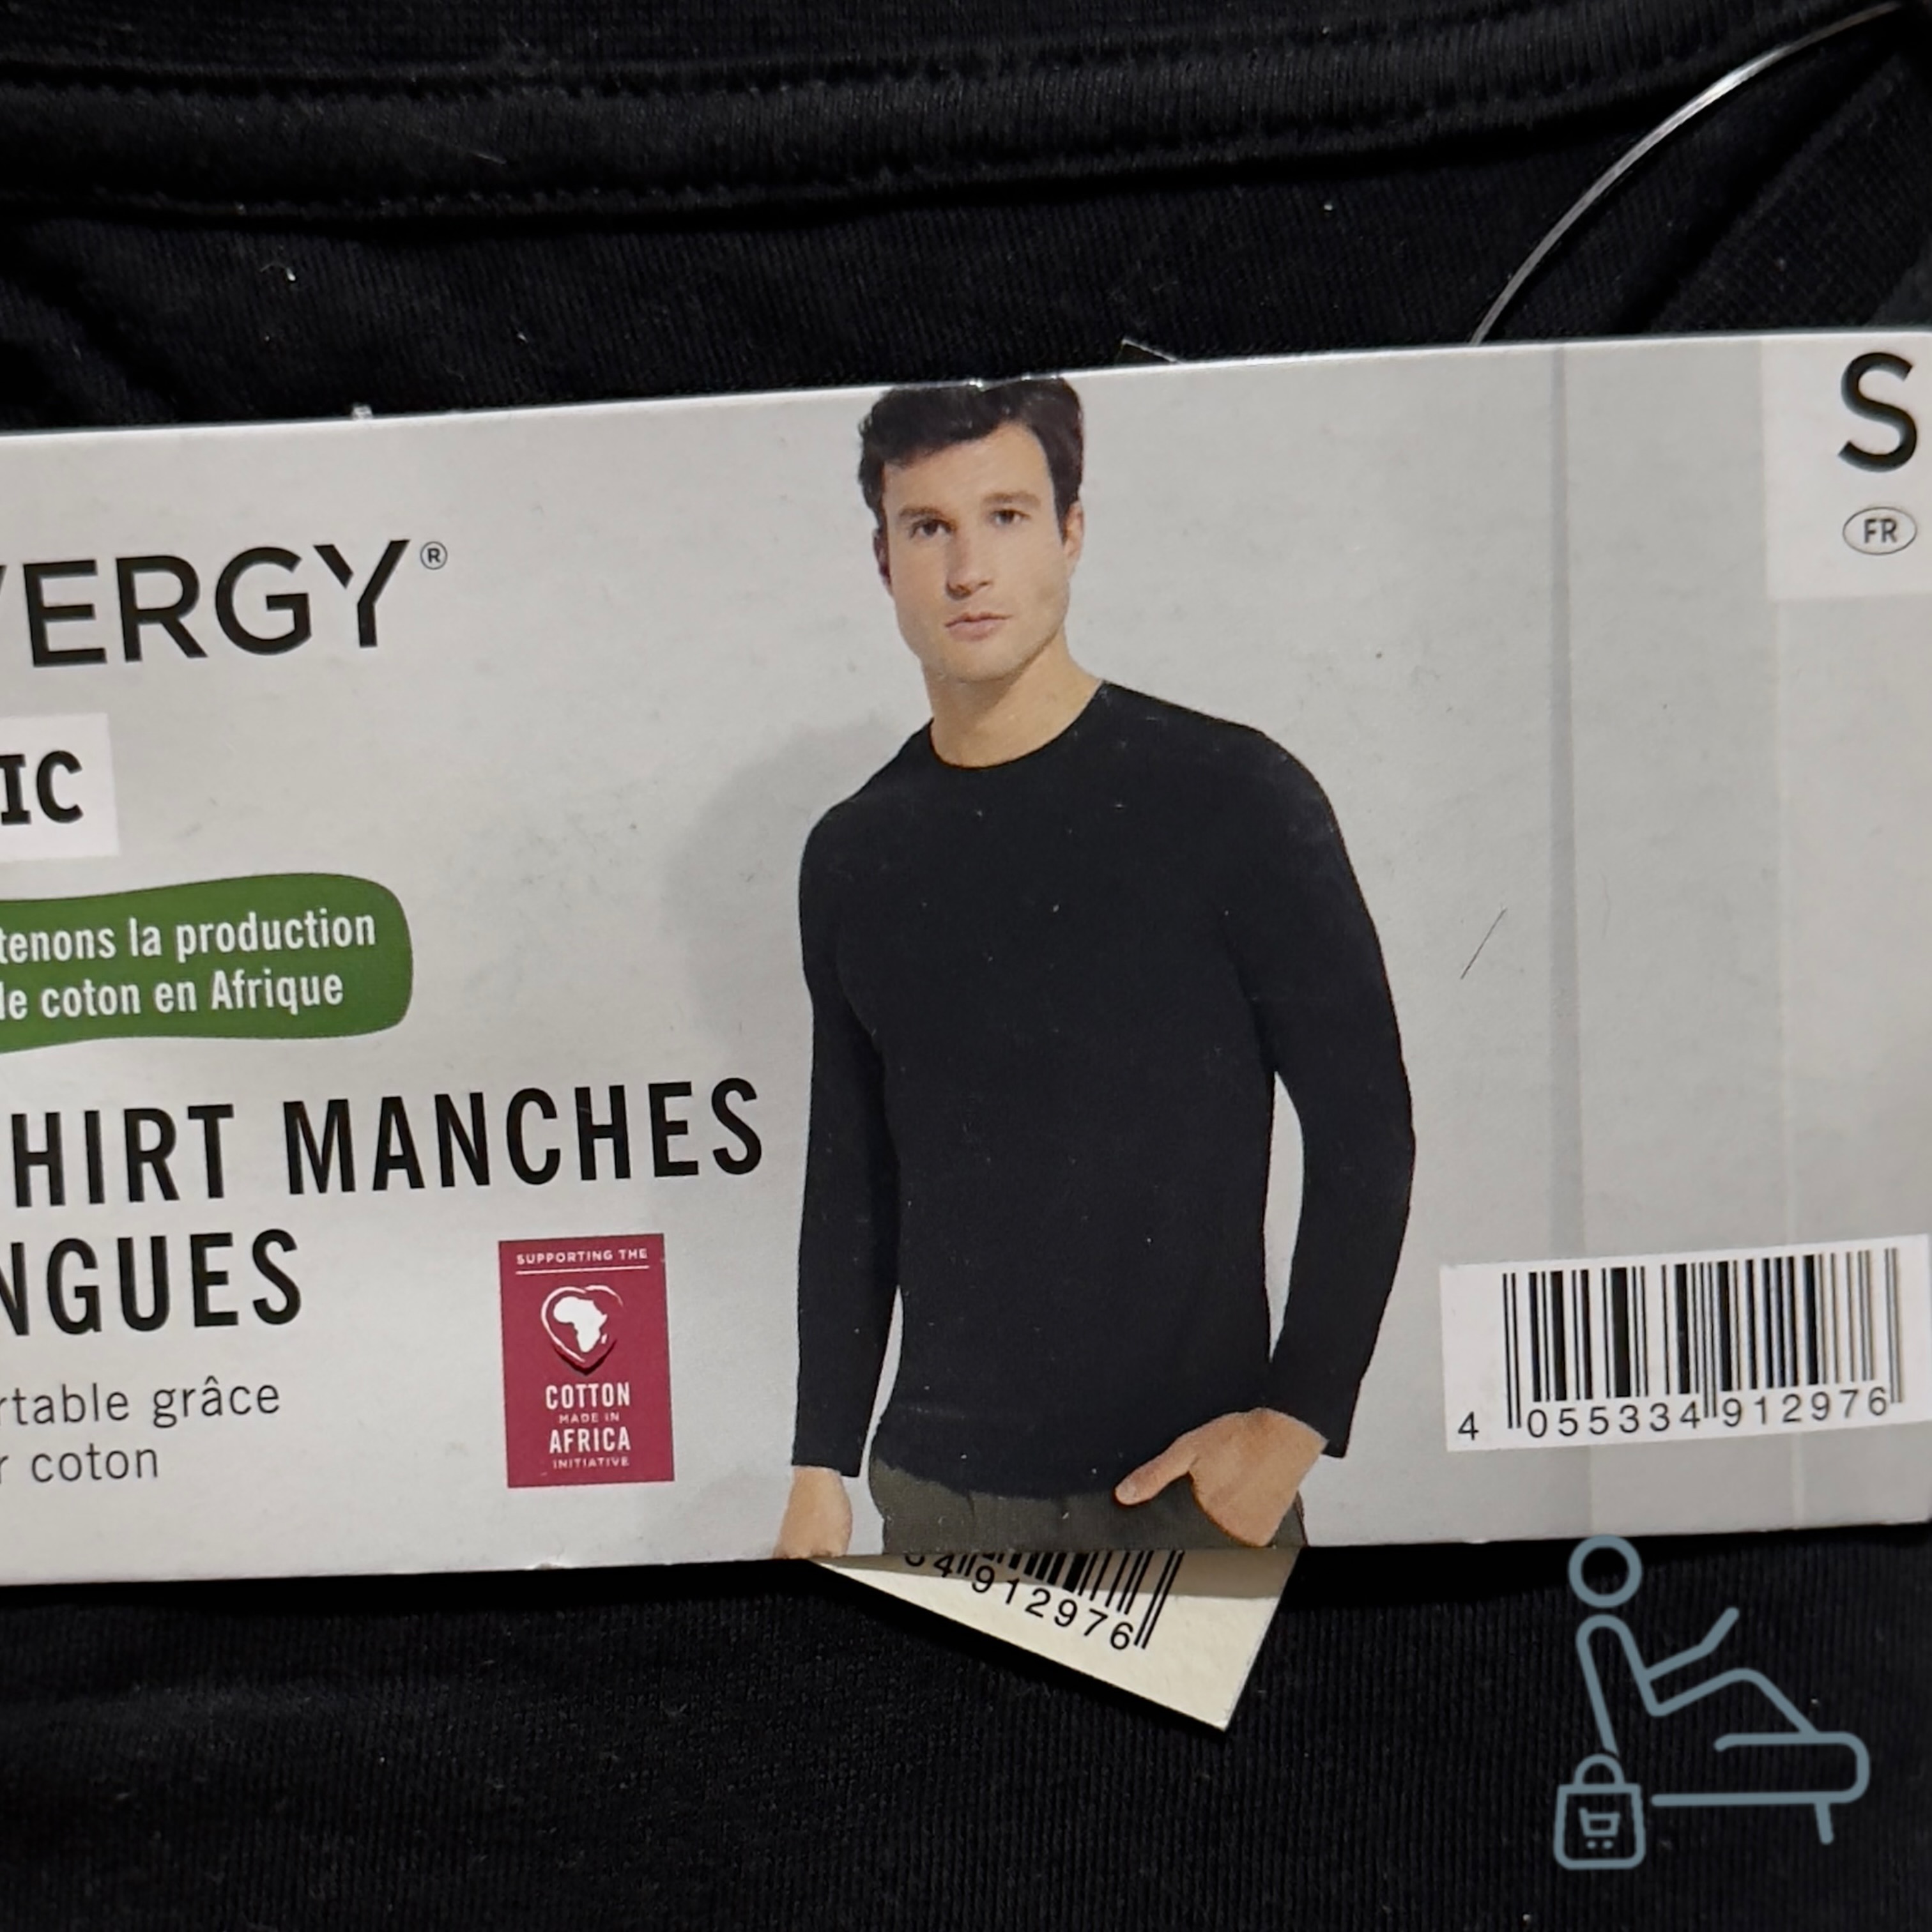 VERGY®
IC
tenons la production
de coton en Afrique
HIRT MANCHES
NGUES
rtable grâce
r coton
SUPPORTING THE
COTTON
MADE IN
AFRICA
INITIATIVE
S
FR
4 055334 912976
34 912976